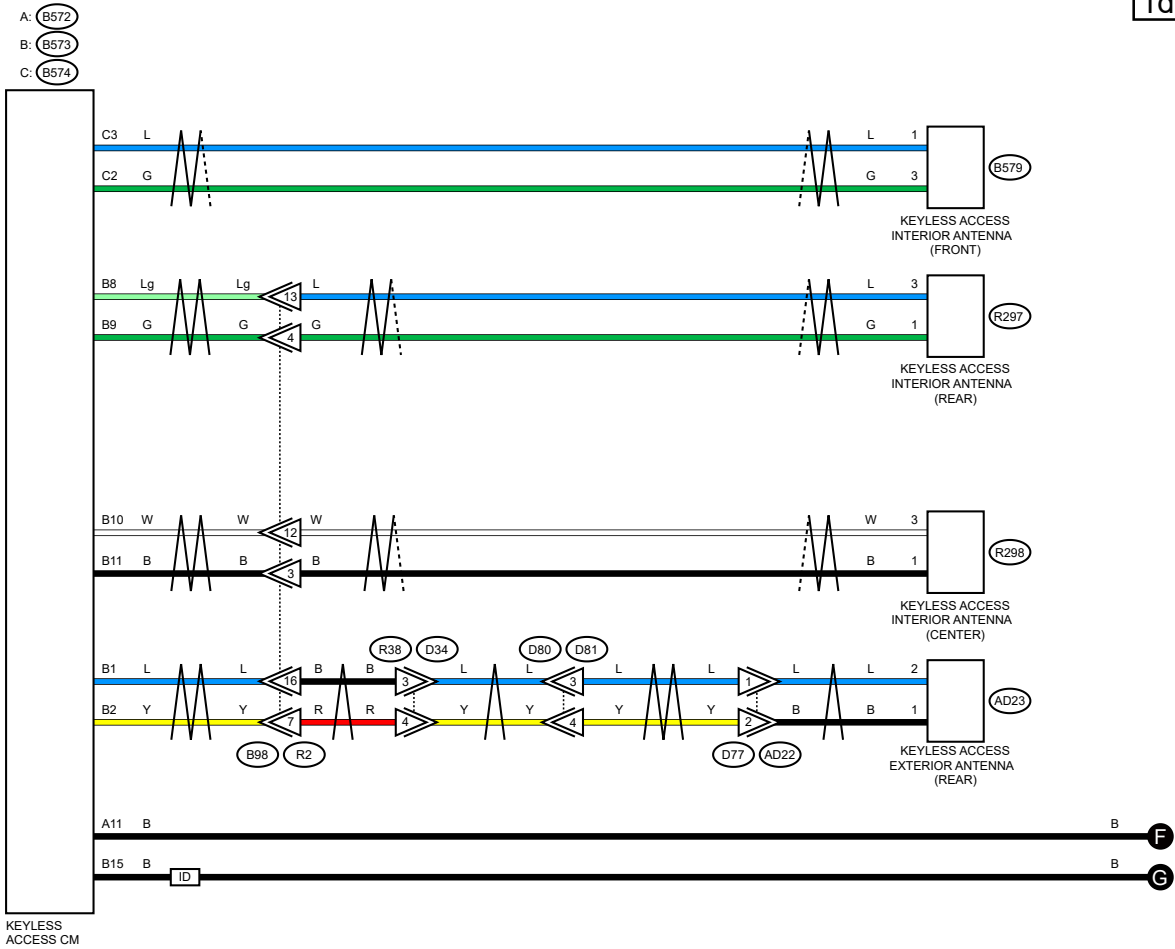 1d
A: B572
B: B573
C: B574
C3 L L 1
C2 G G 3
B579
KEYLESS ACCESS
INTERIOR ANTENNA
(FRONT)
B8 Lg Lg 13 L L 3
B9 G G 4 G G 1
R297
KEYLESS ACCESS
INTERIOR ANTENNA
(REAR)
B10 W W 12 W W 3
B11 B B 3 B B 1
R298
KEYLESS ACCESS
INTERIOR ANTENNA
(CENTER)
R38 D34 D80 D81
B1 L L 16 B B 3 L L 3 L L 1 L L 2
B2 Y Y 7 R R 4 Y Y 4 Y Y 2 B B 1
AD23
B98 R2 D77 AD22
KEYLESS ACCESS
EXTERIOR ANTENNA
(REAR)
A11 B B F
B15 B ID B G
KEYLESS
ACCESS CM